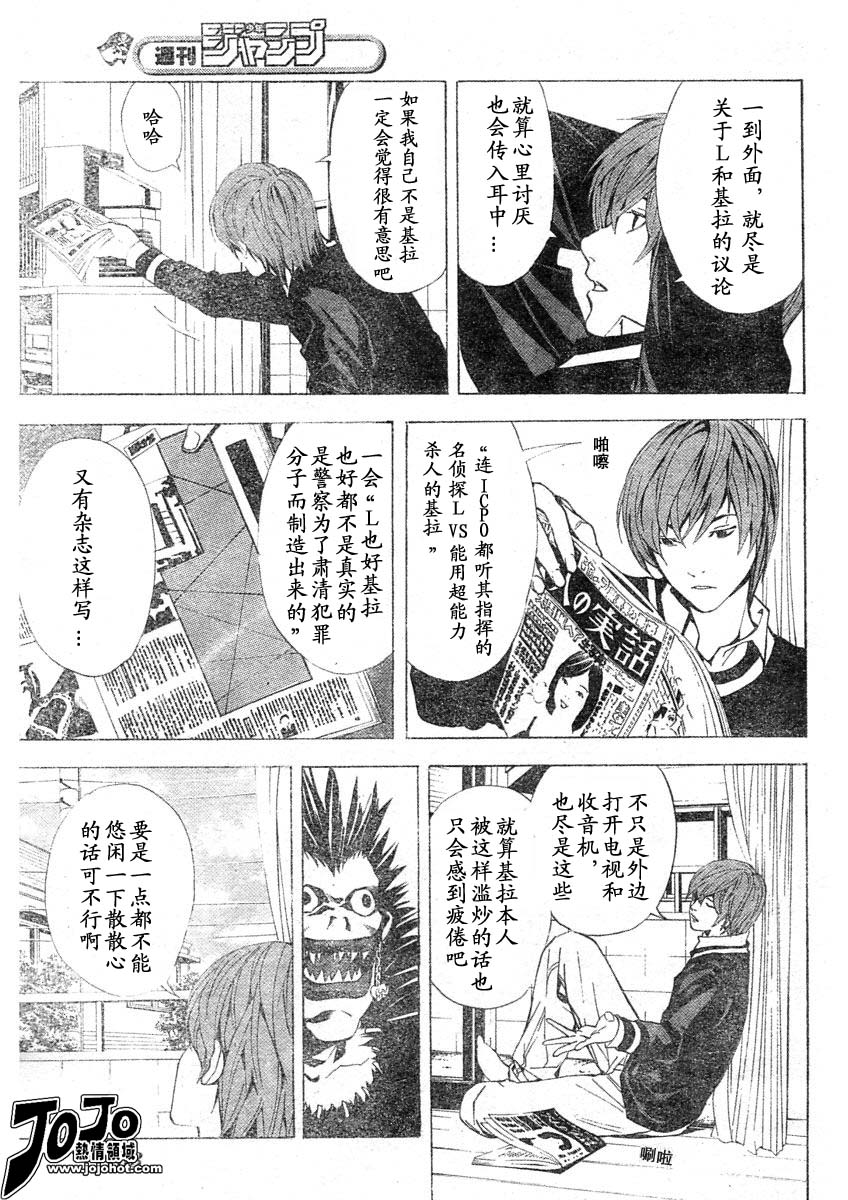 週刊
少年
ジャンプ
一到外面，就尽是
关于L和基拉的议论
就算心里讨厌
也会传入耳中
…
如果我自己不是基拉
一定会觉得很有意思吧
哈哈
啪嚓
“连ICPO都听其指挥的
名侦探L VS能用超能力
杀人的基拉”
の実話
一会“L也好基拉
也好都不是真实的
是警察为了肃清犯罪
分子而制造出来的”
又有杂志这样写
…
不只是外边
打开电视和
收音机，
也尽是这些
就算基拉本人
被这样滥炒的话也
只会感到疲倦吧
唰啦
要是一点都不能
悠闲一下散散心
的话可不行啊
JOJO
熱情領域
www.jojohot.com